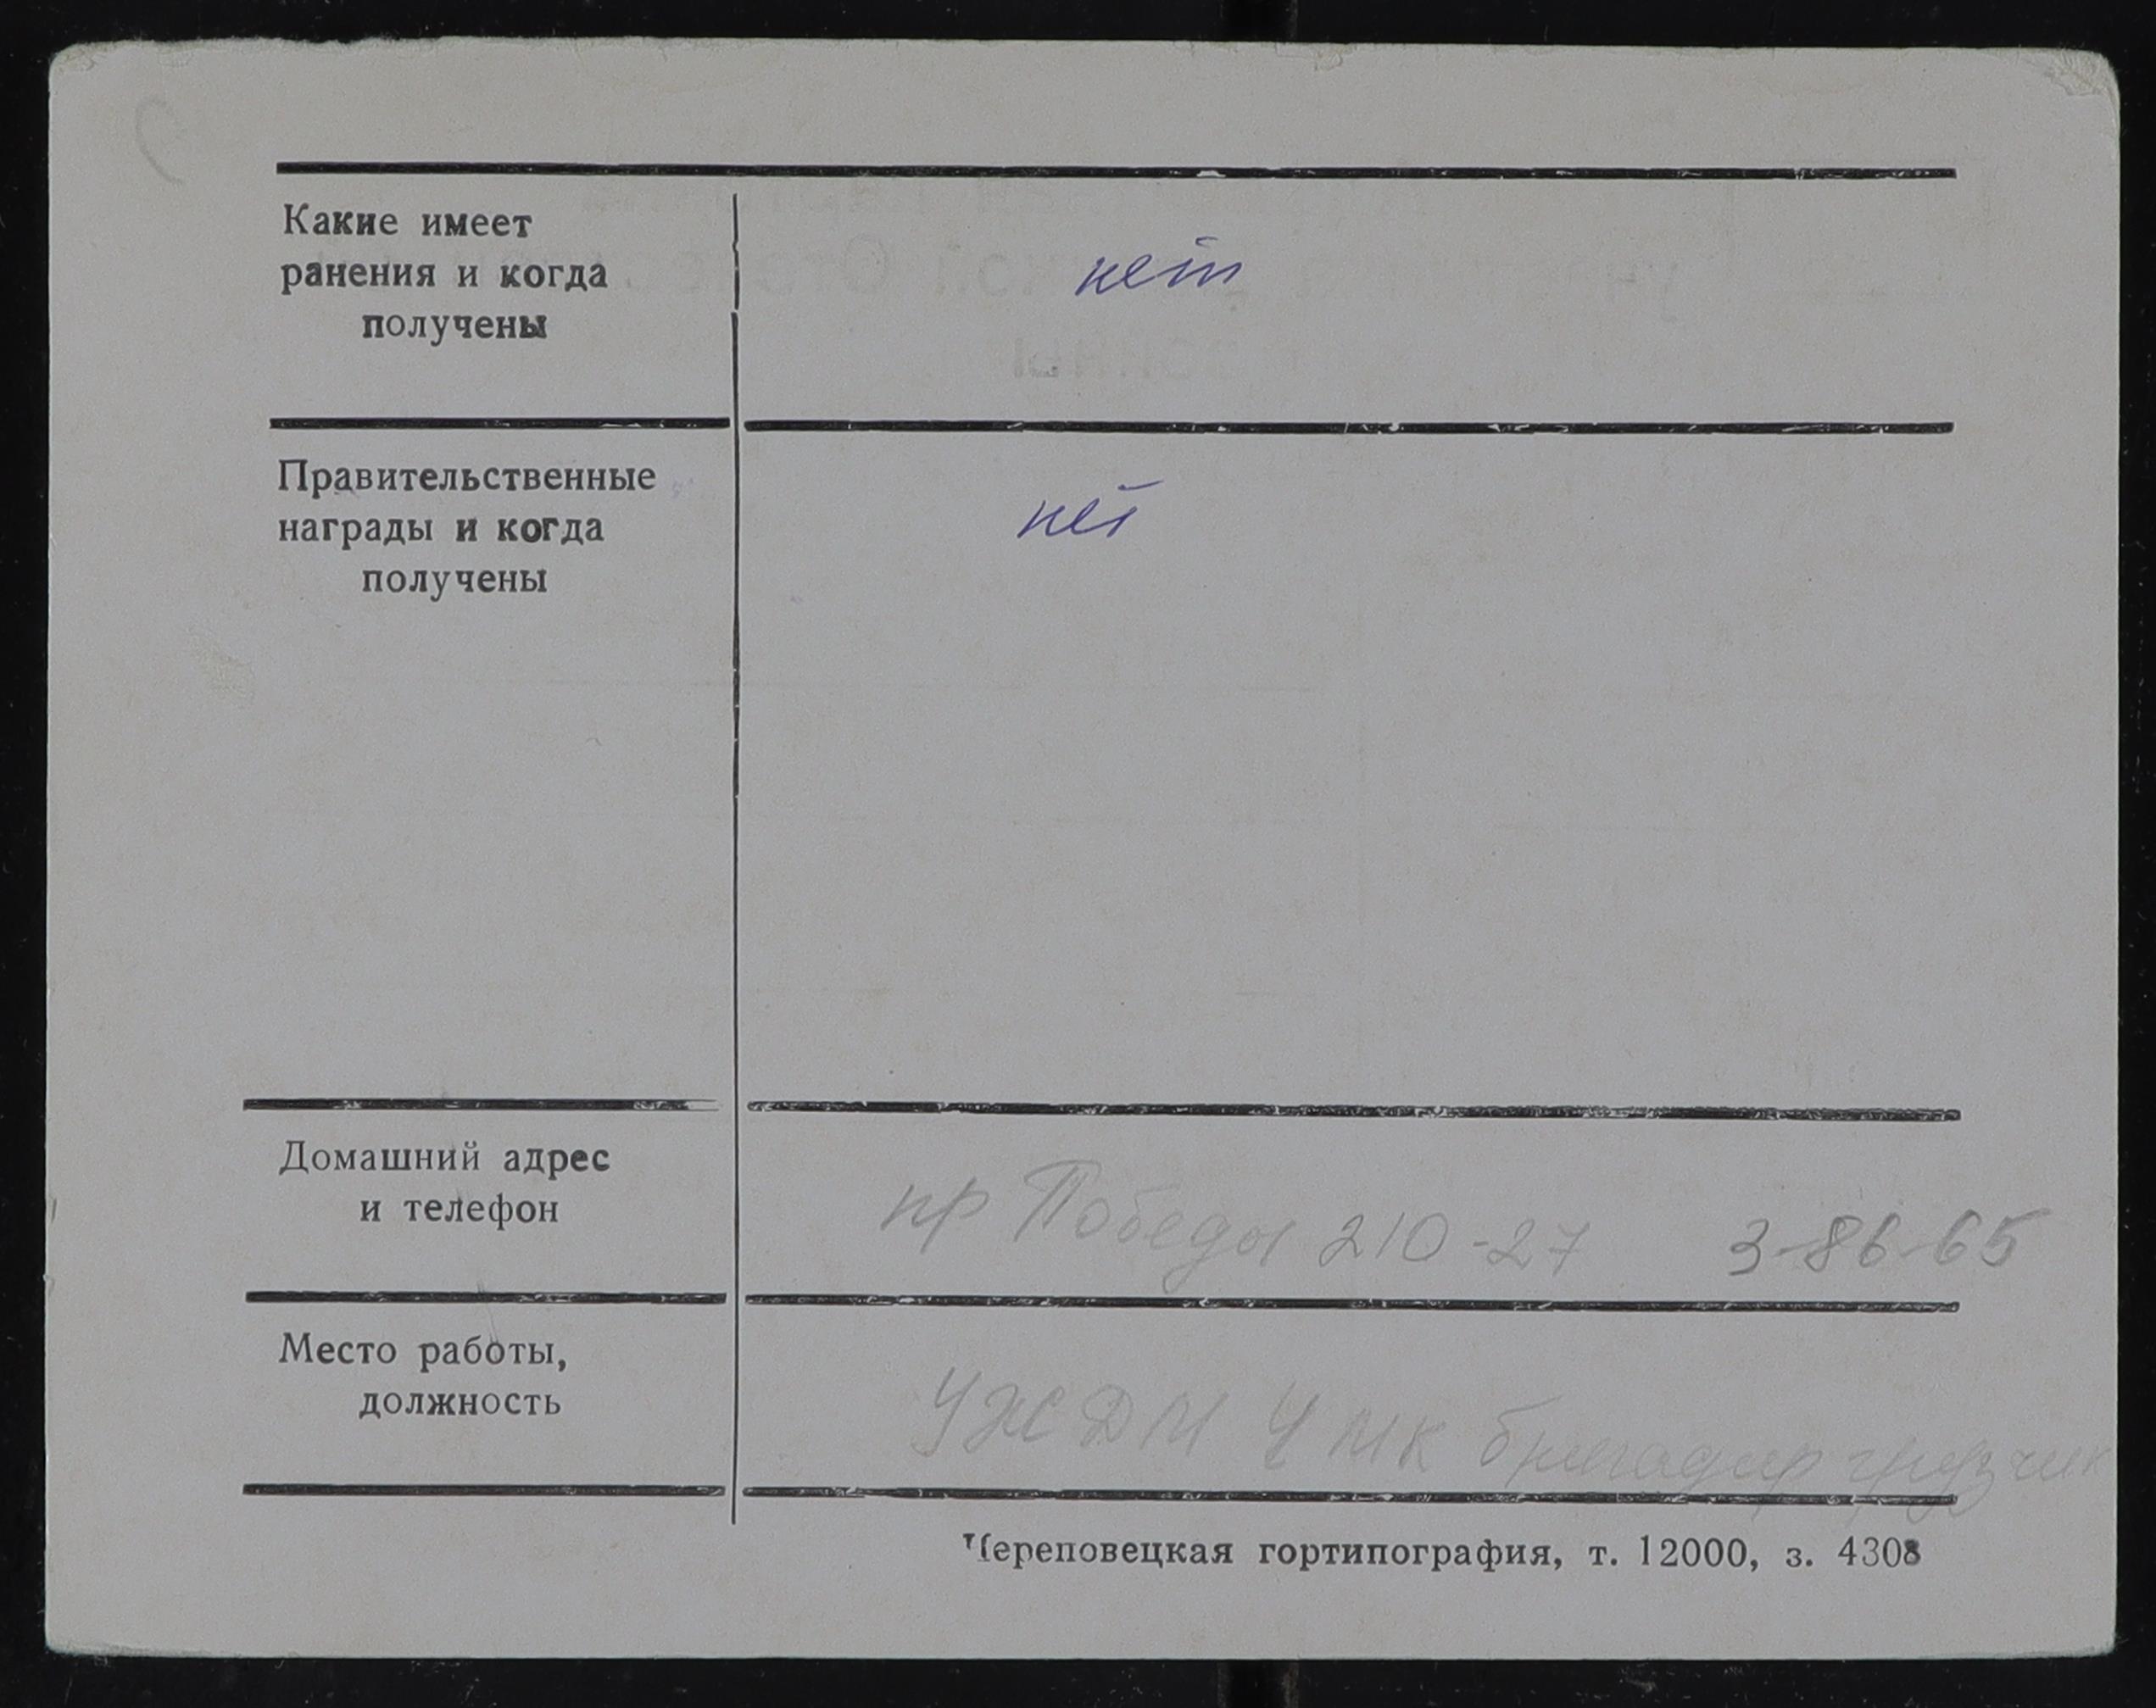 Какие имеет
ранения и когда
получены
нет
Правительственные
награды и когда
получены
нет
Домашний адрес
и телефон
пр Победы 210-27 3-86-65
Место работы,
должность
УЖДМ ЧМК бригадир грузчик
Череповецкая гортипография, т. 12000, з. 4308